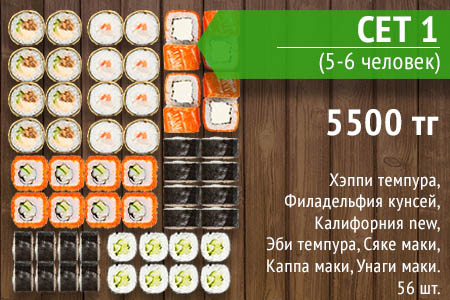 СЕТ 1
(5-6 человек)
5500 тг
Хэппи темпура,
Филадельфия кунсей,
Калифорния new,
Эби темпура, Сяке маки,
Каппа маки, Унаги маки.
56 шт.